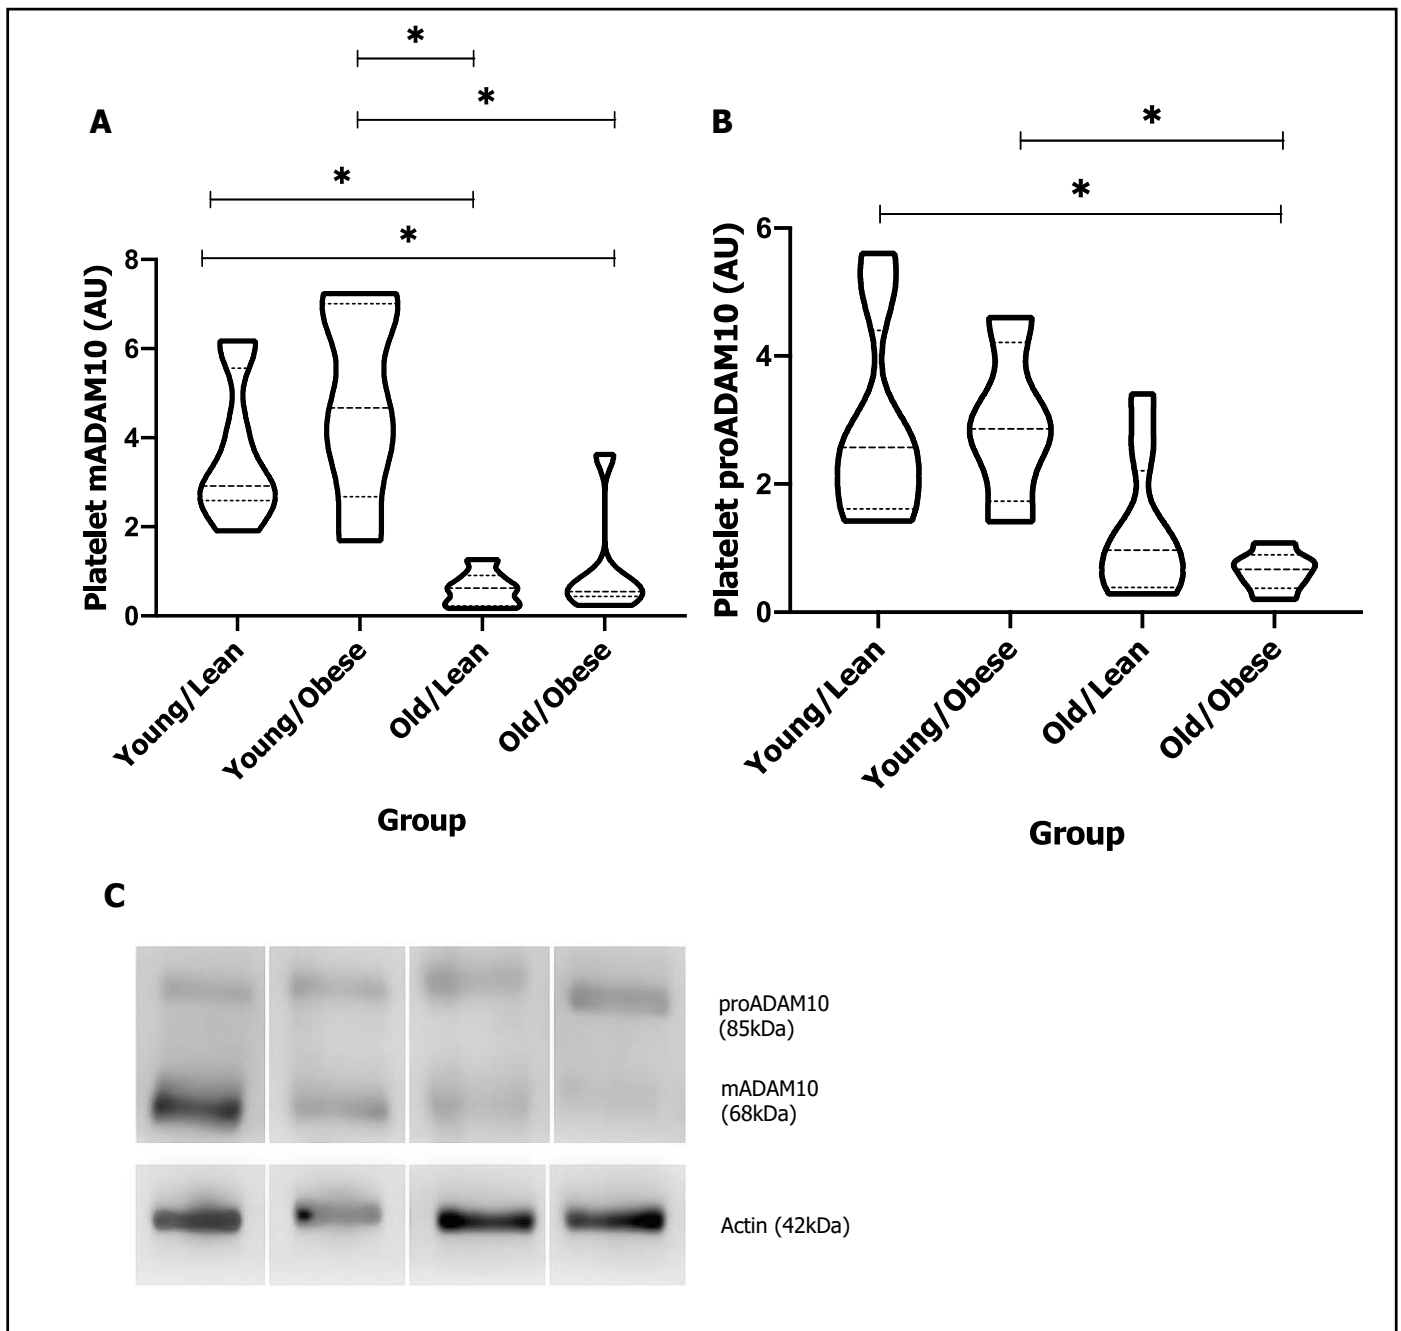 *
*
A
*
*
Platelet mADAM10 (AU)
8
6
4
2
0
Young/Lean
Young/Obese
Old/Lean
Old/Obese
Group
B
*
*
Platelet proADAM10 (AU)
6
4
2
0
Young/Lean
Young/Obese
Old/Lean
Old/Obese
Group
C
proADAM10
(85kDa)
mADAM10
(68kDa)
Actin (42kDa)